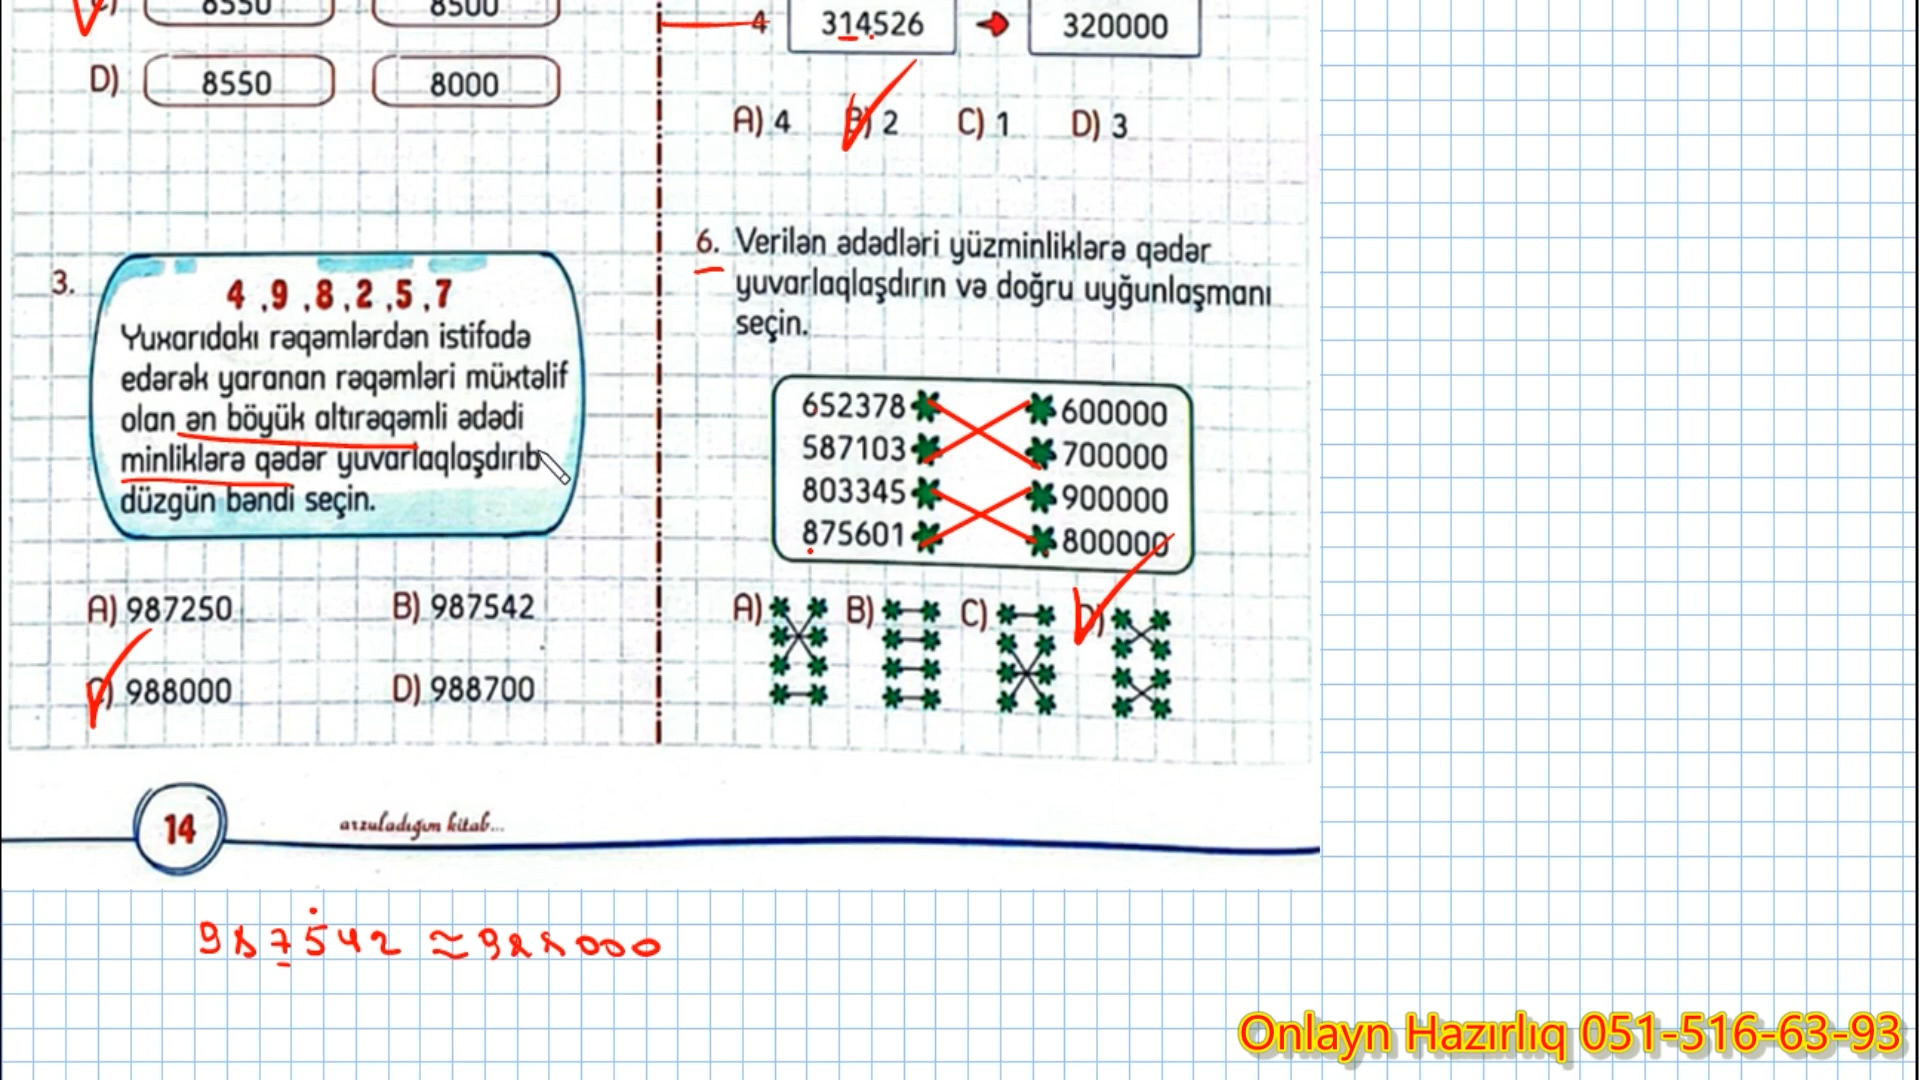 8550 8500
D) 8550 8000
3.
4 ,9 ,8 ,2 ,5 ,7
Yuxarıdakı rəqəmlərdən istifadə
edərək yaranan rəqəmləri müxtəlif
olan ən böyük altırəqəmli ədədi
minliklərə qədər yuvarlaqlaşdırıb
düzgün bəndi seçin.
A) 987250 B) 987542
C) 988000 D) 988700
4 314526 320000
A) 4 B) 2 C) 1 D) 3
6. Verilən ədədləri yüzminliklərə qədər
yuvarlaqlaşdırın və doğru uyğunlaşmanı
seçin.
652378 600000
587103 700000
803345 900000
875601 800000
A) B) C) D)
14
arzuladığım kitab...
987542 ≈ 988000
Onlayn Hazırlıq 051-516-63-93